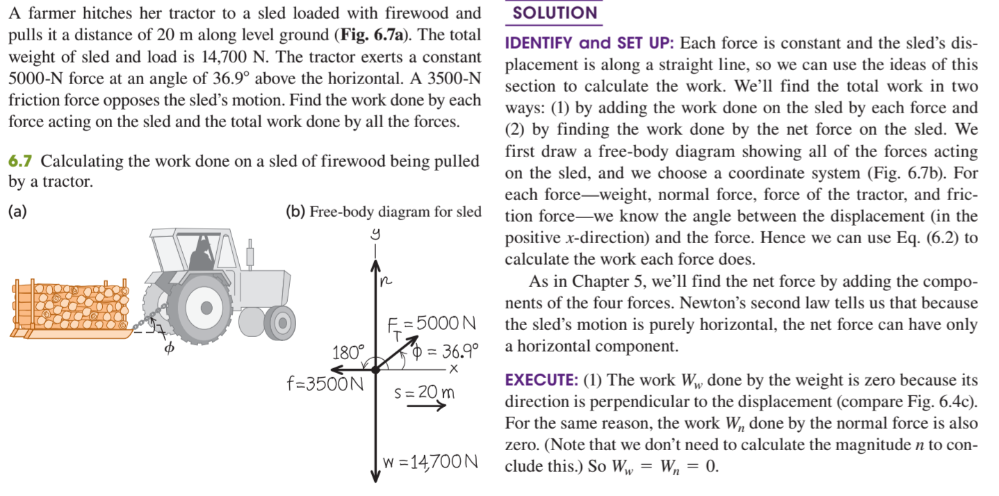 A farmer hitches her tractor to a sled loaded with firewood and
pulls it a distance of 20 m along level ground (Fig. 6.7a). The total
weight of sled and load is 14,700 N. The tractor exerts a constant
5000-N force at an angle of 36.9° above the horizontal. A 3500-N
friction force opposes the sled’s motion. Find the work done by each
force acting on the sled and the total work done by all the forces.
6.7 Calculating the work done on a sled of firewood being pulled
by a tractor.
(a)
ϕ
(b) Free-body diagram for sled
y
n
F_T = 5000 N
180°
ϕ = 36.9°
x
f = 3500 N
s = 20 m
w = 14,700 N
SOLUTION
IDENTIFY and SET UP: Each force is constant and the sled’s dis-
placement is along a straight line, so we can use the ideas of this
section to calculate the work. We’ll find the total work in two
ways: (1) by adding the work done on the sled by each force and
(2) by finding the work done by the net force on the sled. We
first draw a free-body diagram showing all of the forces acting
on the sled, and we choose a coordinate system (Fig. 6.7b). For
each force—weight, normal force, force of the tractor, and fric-
tion force—we know the angle between the displacement (in the
positive x-direction) and the force. Hence we can use Eq. (6.2) to
calculate the work each force does.
As in Chapter 5, we’ll find the net force by adding the compo-
nents of the four forces. Newton’s second law tells us that because
the sled’s motion is purely horizontal, the net force can have only
a horizontal component.
EXECUTE: (1) The work W_w done by the weight is zero because its
direction is perpendicular to the displacement (compare Fig. 6.4c).
For the same reason, the work W_n done by the normal force is also
zero. (Note that we don’t need to calculate the magnitude n to con-
clude this.) So W_w = W_n = 0.